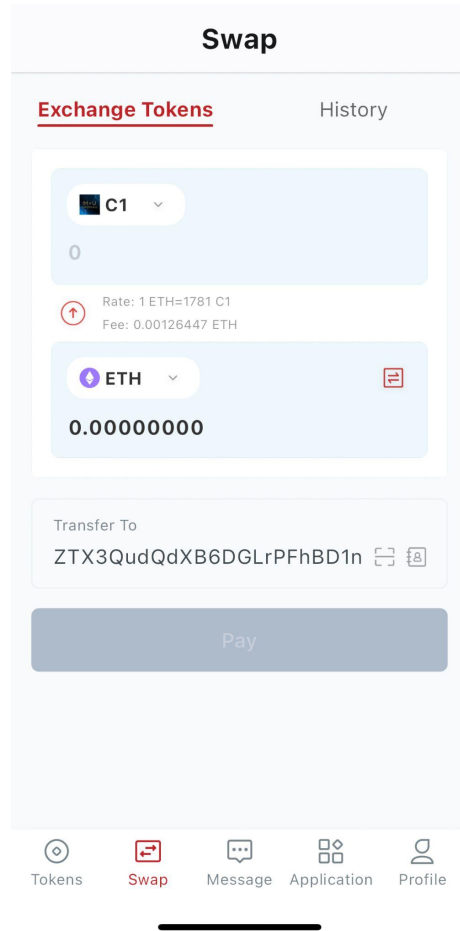 Swap
Exchange Tokens
History
C1
0
Rate: 1 ETH=1781 C1
Fee: 0.00126447 ETH
ETH
0.00000000
Transfer To
ZTX3QudQdXB6DGLrPFhBD1n
Pay
Tokens
Swap
Message
Application
Profile